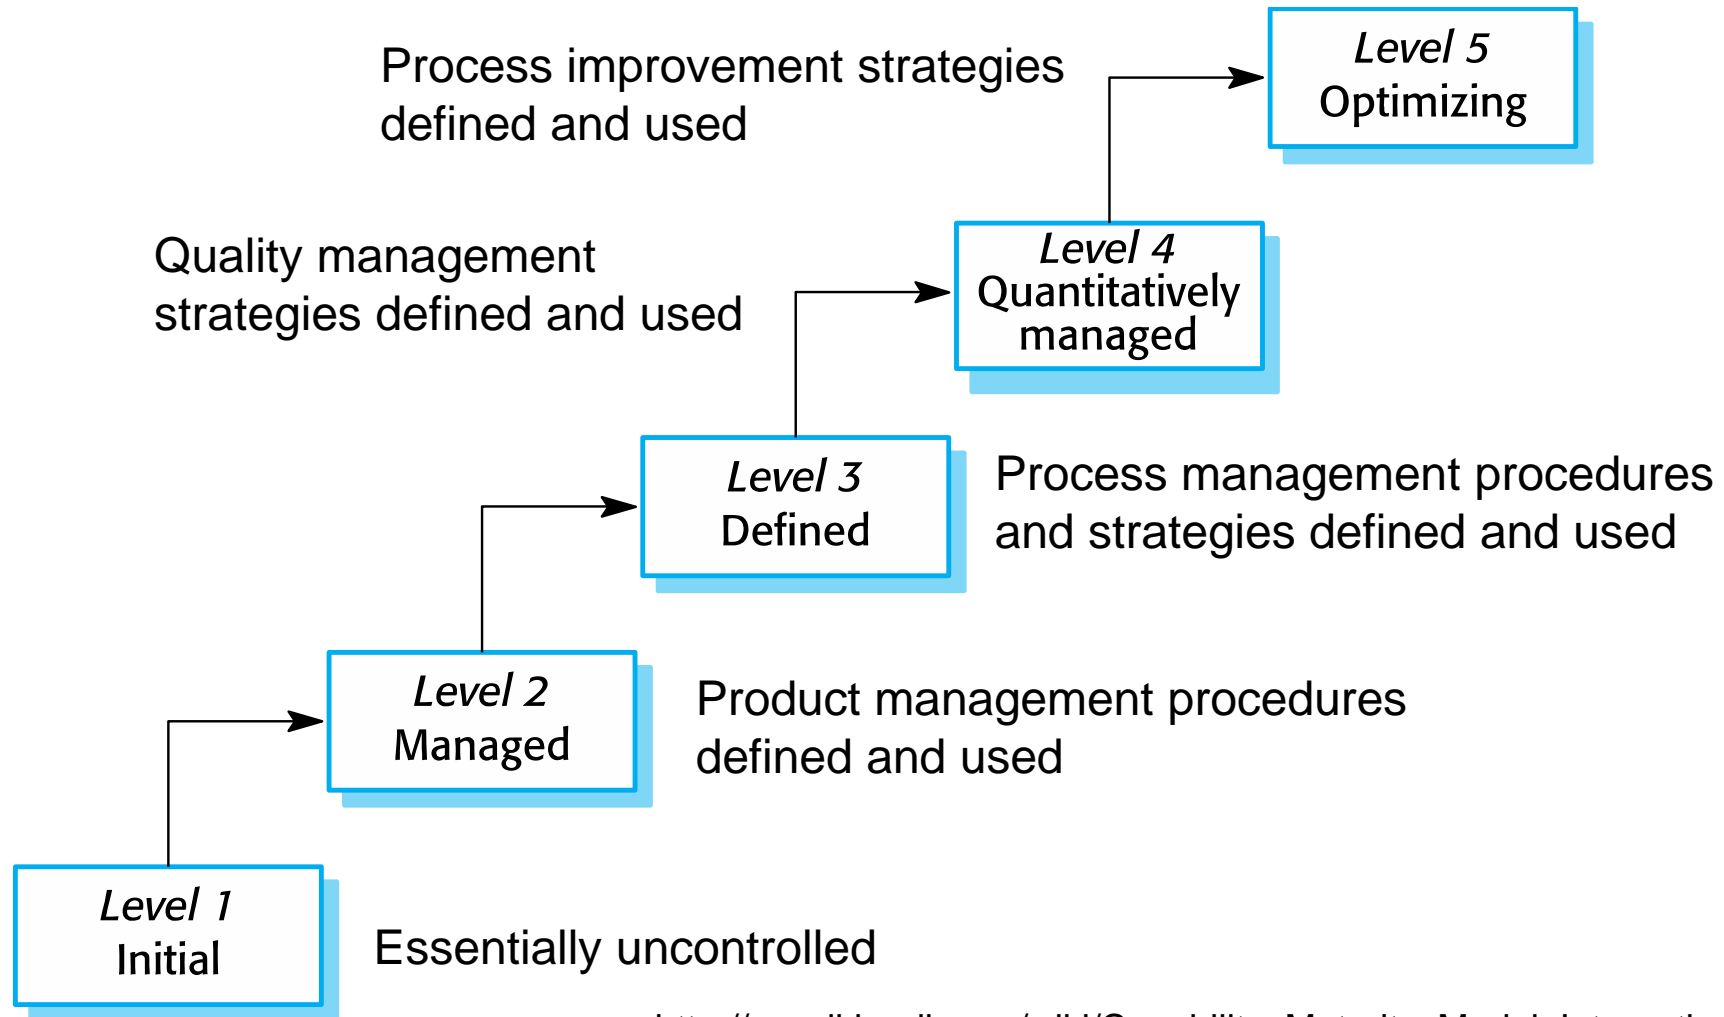 Process improvement strategies
defined and used
Level 5
Optimizing
Quality management
strategies defined and used
Level 4
Quantitatively
managed
Level 3
Defined
Process management procedures
and strategies defined and used
Level 2
Managed
Product management procedures
defined and used
Level 1
Initial
Essentially uncontrolled